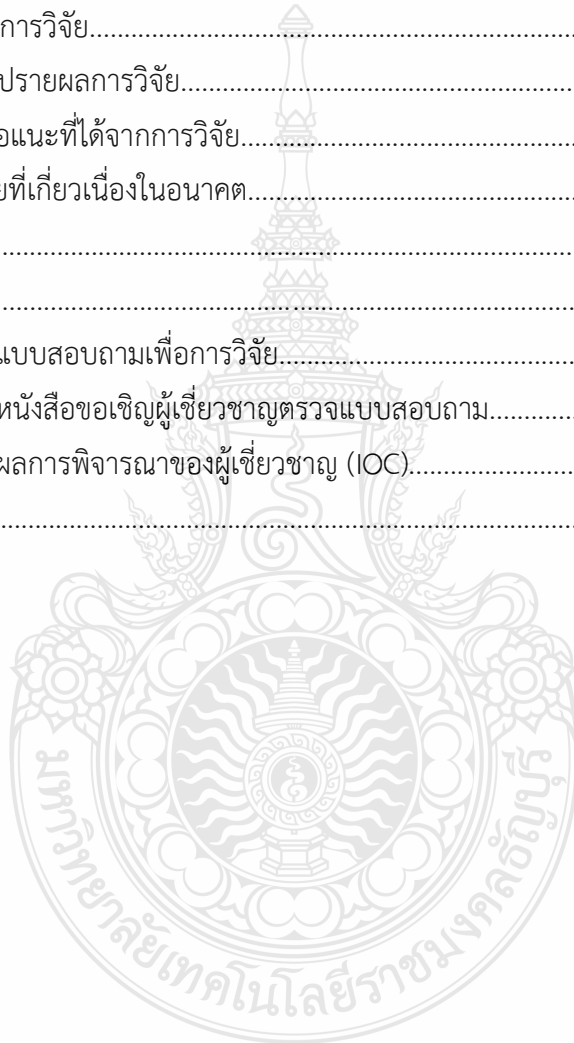 การวิจัย................................................................................
ปรายผลการวิจัย................................................................
อแนะที่ได้จากการวิจัย......................................................
ยที่เกี่ยวเนื่องในอนาคต.....................................................
................................................................................................
................................................................................................
แบบสอบถามเพื่อการวิจัย................................................
หนังสือขอเชิญผู้เชี่ยวชาญตรวจแบบสอบถาม..............
ผลการพิจารณาของผู้เชี่ยวชาญ (IOC)...........................
................................................................................................
มหาวิทยาลัยเทคโนโลยีราชมงคลธัญบุรี